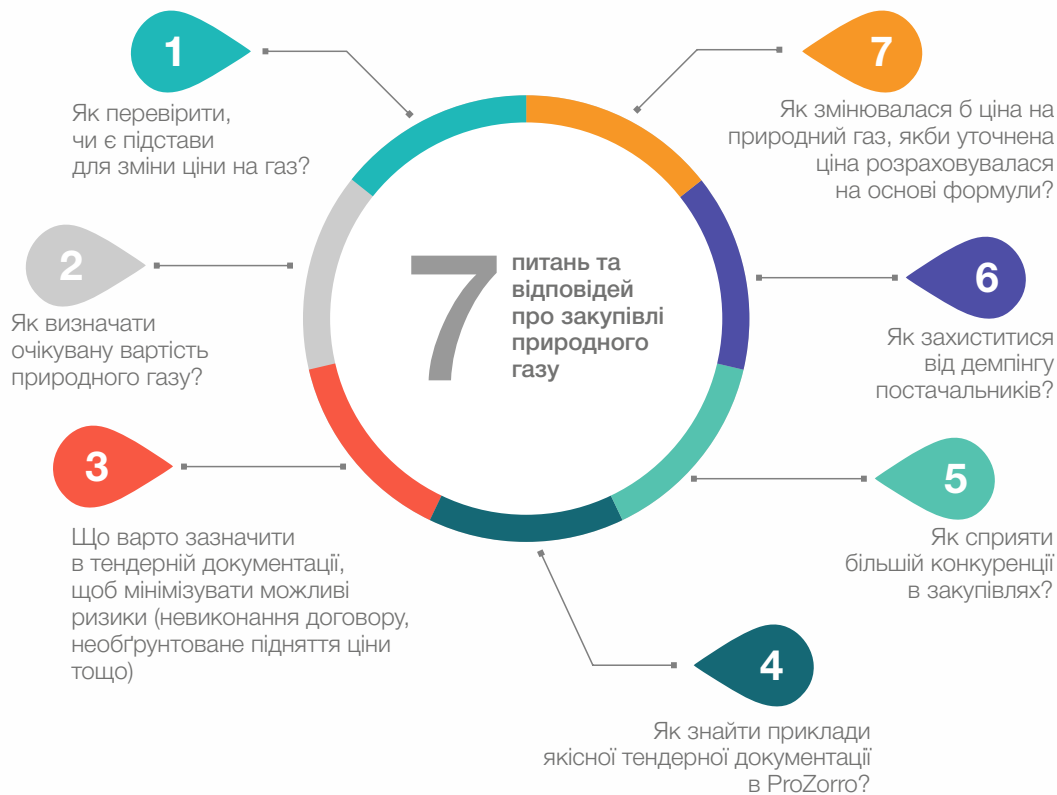 7
питань та
відповідей
про закупівлі
природного
газу
1
Як перевірити,
чи є підстави
для зміни ціни на газ?
2
Як визначати
очікувану вартість
природного газу?
3
Що варто зазначити
в тендерній документації,
щоб мінімізувати можливі
ризики (невиконання договору,
необґрунтоване підняття ціни
тощо)
4
Як знайти приклади
якісної тендерної документації
в ProZorro?
5
Як сприяти
більшій конкуренції
в закупівлях?
6
Як захиститися
від демпінгу
постачальників?
7
Як змінювалася б ціна на
природний газ, якби уточнена
ціна розраховувалася
на основі формули?